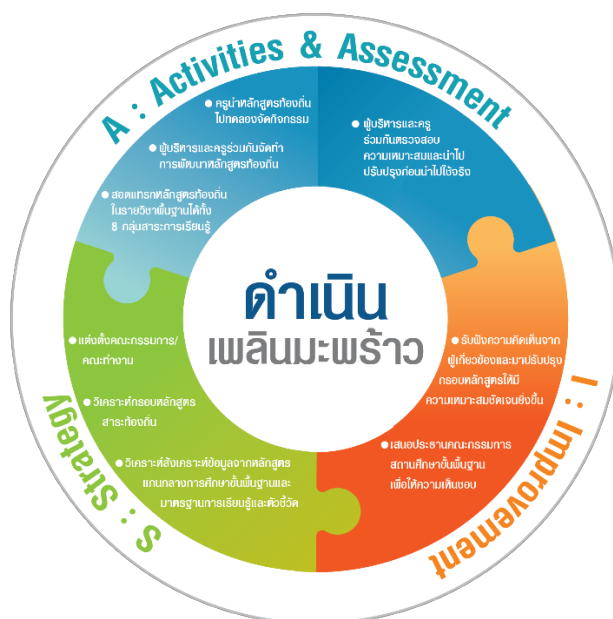 A : Activities & Assessment
● ครูนำหลักสูตรท้องถิ่น
ไปทดลองจัดกิจกรรม
● ผู้บริหารและครูร่วมกันจัดทำ
การพัฒนาหลักสูตรท้องถิ่น
● สอดแทรกหลักสูตรท้องถิ่น
ในรายวิชาพื้นฐานได้ทั้ง
8 กลุ่มสาระการเรียนรู้
● ผู้บริหารและครู
ร่วมกันตรวจสอบ
ความเหมาะสมและนำไป
ปรับปรุงก่อนนำไปใช้จริง
ดำเนิน
เพลินมะพร้าว
I : Improvement
● รับฟังความคิดเห็นจาก
ผู้เกี่ยวข้องและมาปรับปรุง
กรอบหลักสูตรให้มี
ความเหมาะสมชัดเจนยิ่งขึ้น
● เสนอประธานคณะกรรมการ
สถานศึกษาขั้นพื้นฐาน
เพื่อให้ความเห็นชอบ
S : Strategy
● แต่งตั้งคณะกรรมการ/
คณะทำงาน
● วิเคราะห์กรอบหลักสูตร
สาระท้องถิ่น
● วิเคราะห์สังเคราะห์ข้อมูลจากหลักสูตร
แกนกลางการศึกษาขั้นพื้นฐานและ
มาตรฐานการเรียนรู้และตัวชี้วัด